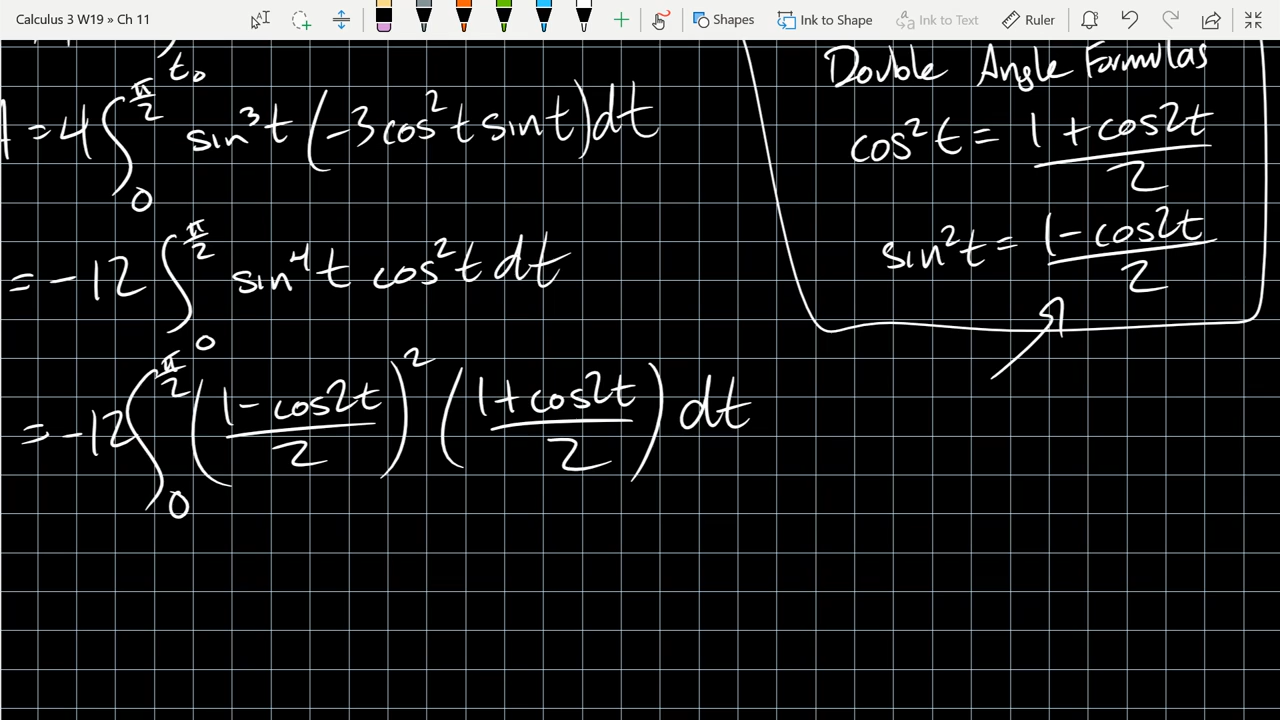 Calculus 3 W19 » Ch 11
Shapes
Ink to Shape
Ink to Text
Ruler
t₀
A = 4 ∫₀^(π/2) sin³t (-3cos²t sint) dt
= -12 ∫₀^(π/2) sin⁴t cos²t dt
= -12 ∫₀^(π/2) ((1 - cos2t)/2)² ((1 + cos2t)/2) dt
Double Angle Formulas
cos²t = (1 + cos2t)/2
sin²t = (1 - cos2t)/2